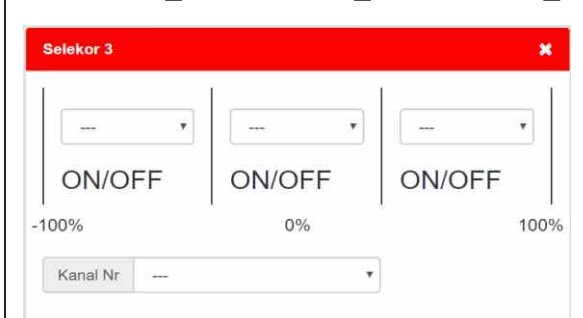 Selekor 3 ✖
--- --- ---
ON/OFF ON/OFF ON/OFF
-100% 0% 100%
Kanal Nr ---